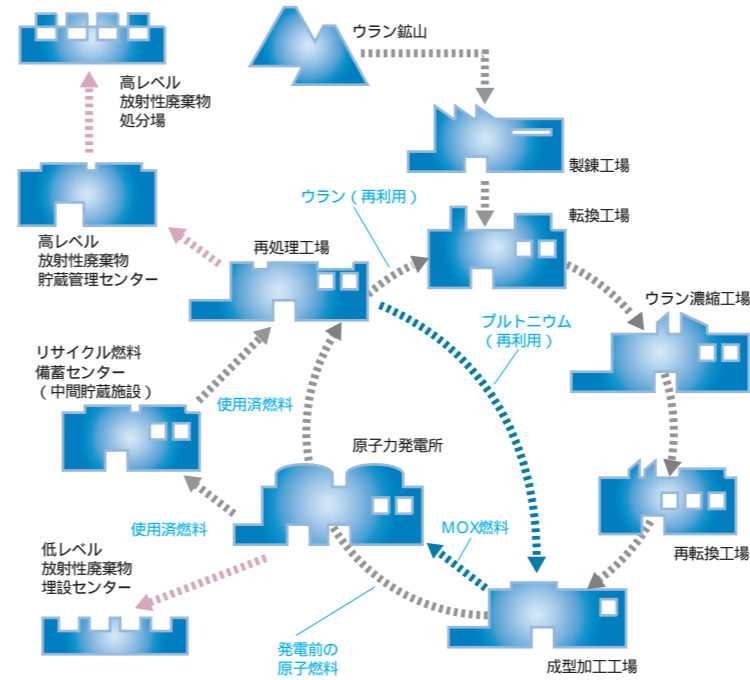 ウラン鉱山
高レベル
放射性廃棄物
処分場
製錬工場
ウラン（再利用）
転換工場
高レベル
放射性廃棄物
貯蔵管理センター
再処理工場
ウラン濃縮工場
プルトニウム
（再利用）
リサイクル燃料
備蓄センター
（中間貯蔵施設）
使用済燃料
原子力発電所
使用済燃料
MOX燃料
再転換工場
低レベル
放射性廃棄物
埋設センター
発電前の
原子燃料
成型加工工場